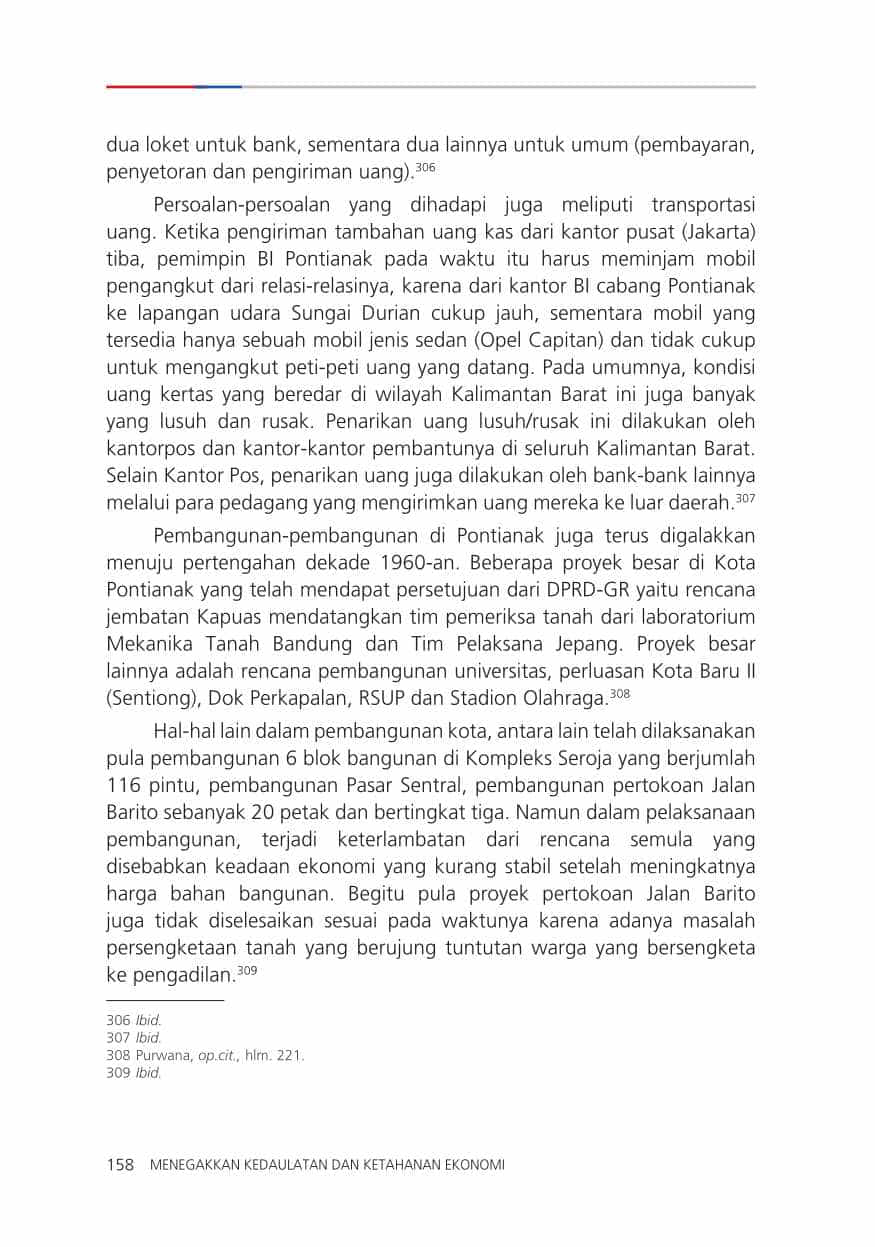 dua loket untuk bank, sementara dua lainnya untuk umum (pembayaran,
penyetoran dan pengiriman uang).306
Persoalan-persoalan yang dihadapi juga meliputi transportasi
uang. Ketika pengiriman tambahan uang kas dari kantor pusat (Jakarta)
tiba, pemimpin BI Pontianak pada waktu itu harus meminjam mobil
pengangkut dari relasi-relasinya, karena dari kantor BI cabang Pontianak
ke lapangan udara Sungai Durian cukup jauh, sementara mobil yang
tersedia hanya sebuah mobil jenis sedan (Opel Capitan) dan tidak cukup
untuk mengangkut peti-peti uang yang datang. Pada umumnya, kondisi
uang kertas yang beredar di wilayah Kalimantan Barat ini juga banyak
yang lusuh dan rusak. Penarikan uang lusuh/rusak ini dilakukan oleh
kantorpos dan kantor-kantor pembantunya di seluruh Kalimantan Barat.
Selain Kantor Pos, penarikan uang juga dilakukan oleh bank-bank lainnya
melalui para pedagang yang mengirimkan uang mereka ke luar daerah.307
Pembangunan-pembangunan di Pontianak juga terus digalakkan
menuju pertengahan dekade 1960-an. Beberapa proyek besar di Kota
Pontianak yang telah mendapat persetujuan dari DPRD-GR yaitu rencana
jembatan Kapuas mendatangkan tim pemeriksa tanah dari laboratorium
Mekanika Tanah Bandung dan Tim Pelaksana Jepang. Proyek besar
lainnya adalah rencana pembangunan universitas, perluasan Kota Baru II
(Sentiong), Dok Perkapalan, RSUP dan Stadion Olahraga.308
Hal-hal lain dalam pembangunan kota, antara lain telah dilaksanakan
pula pembangunan 6 blok bangunan di Kompleks Seroja yang berjumlah
116 pintu, pembangunan Pasar Sentral, pembangunan pertokoan Jalan
Barito sebanyak 20 petak dan bertingkat tiga. Namun dalam pelaksanaan
pembangunan, terjadi keterlambatan dari rencana semula yang
disebabkan keadaan ekonomi yang kurang stabil setelah meningkatnya
harga bahan bangunan. Begitu pula proyek pertokoan Jalan Barito
juga tidak diselesaikan sesuai pada waktunya karena adanya masalah
persengketaan tanah yang berujung tuntutan warga yang bersengketa
ke pengadilan.309
306 Ibid.
307 Ibid.
308 Purwana, op.cit., hlm. 221.
309 Ibid.
158 MENEGAKKAN KEDAULATAN DAN KETAHANAN EKONOMI